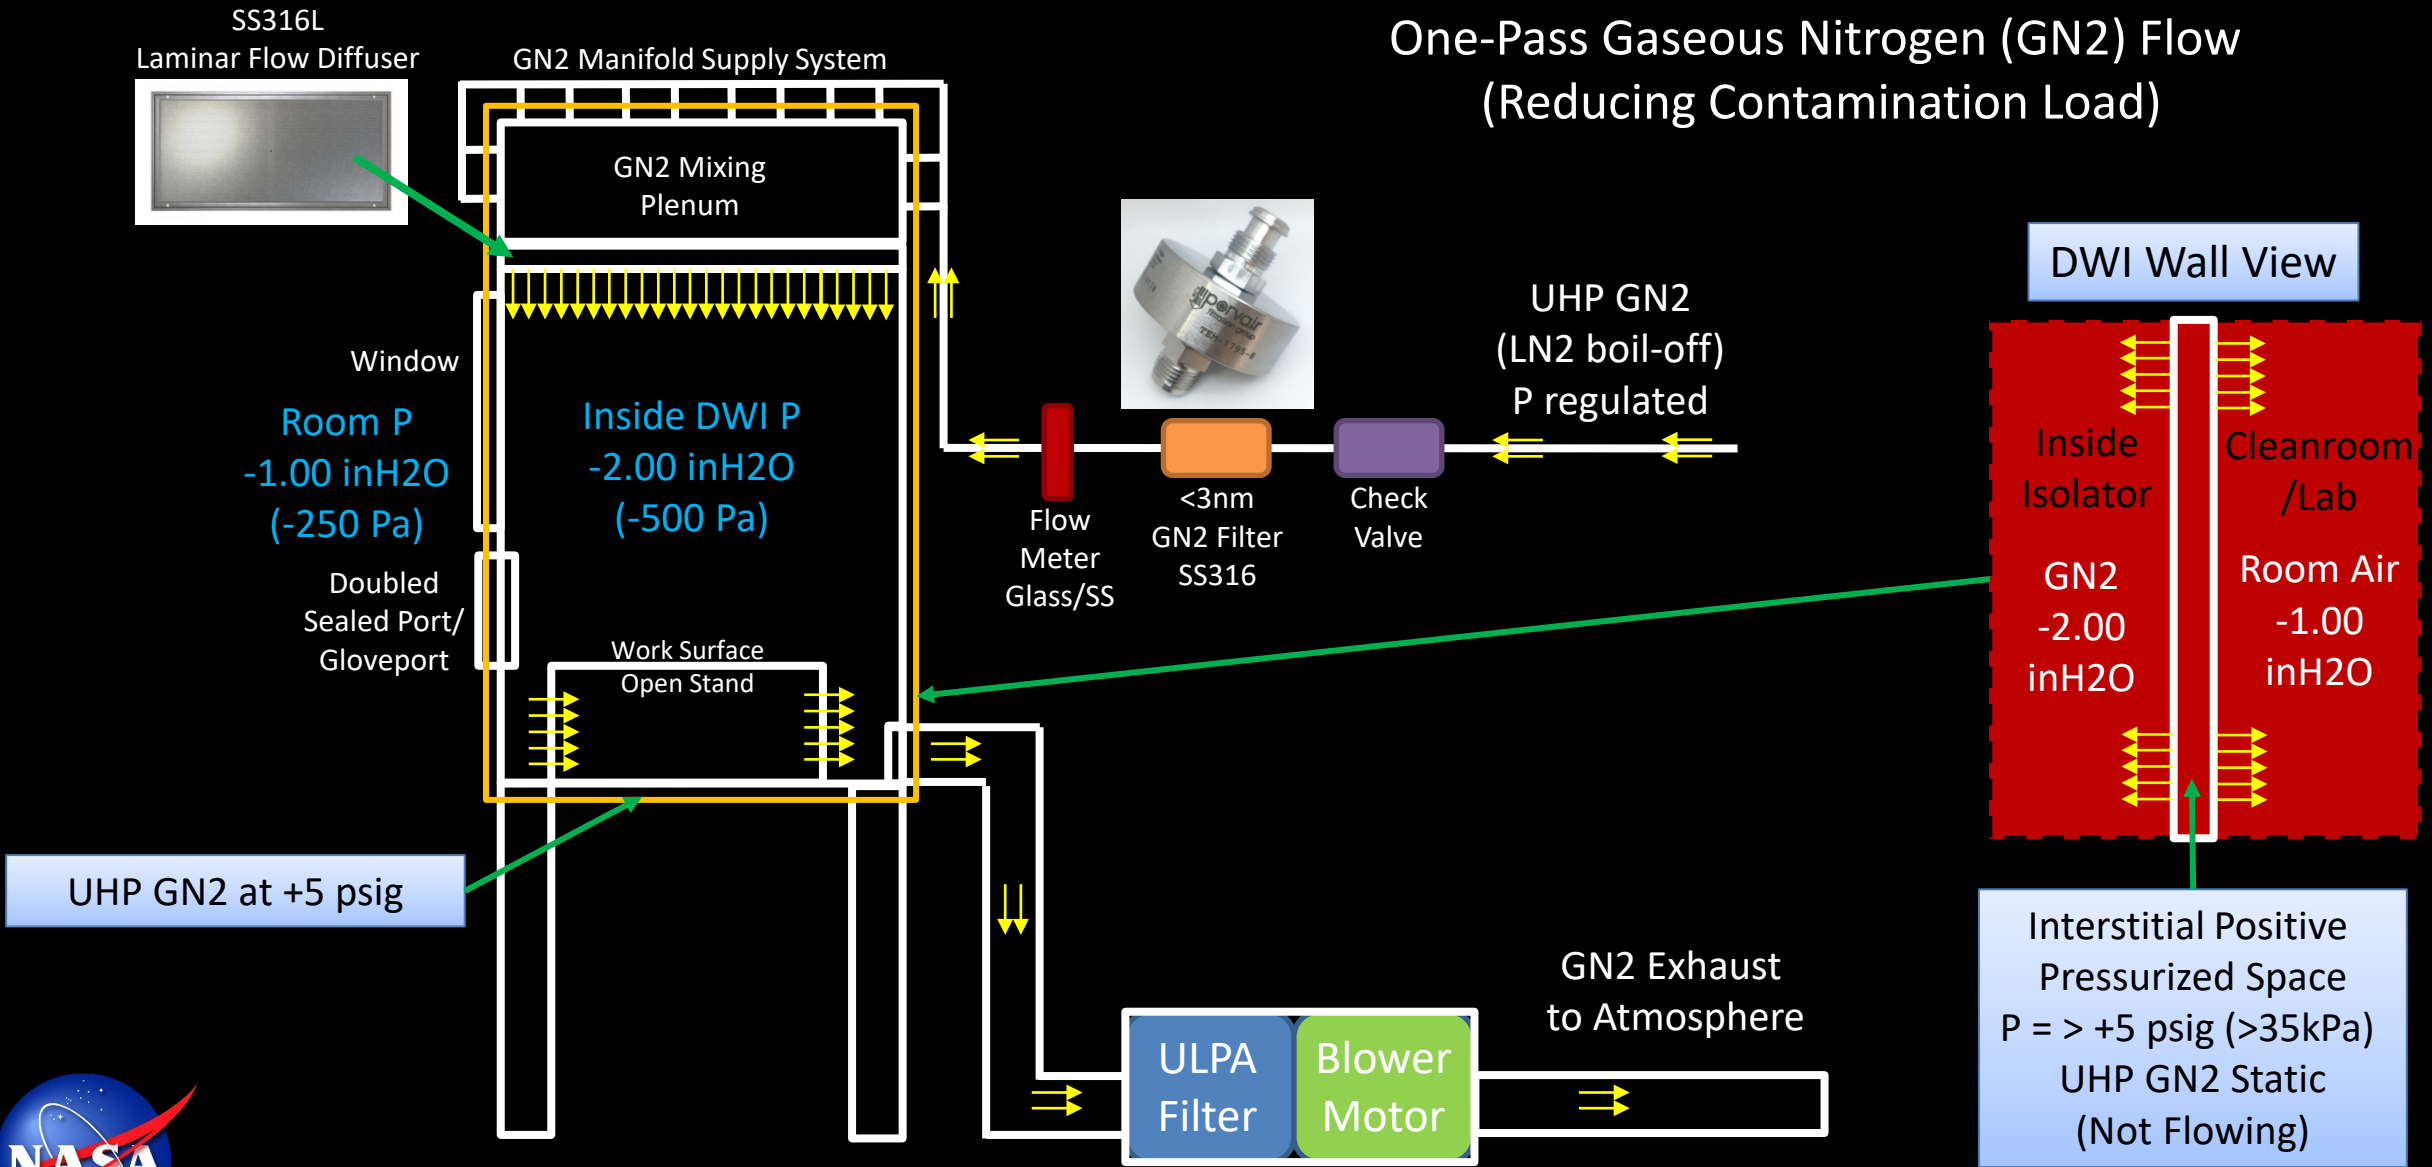 SS316L
Laminar Flow Diffuser
GN2 Manifold Supply System
One-Pass Gaseous Nitrogen (GN2) Flow
(Reducing Contamination Load)
GN2 Mixing
Plenum
Window
Room P
-1.00 inH2O
(-250 Pa)
Inside DWI P
-2.00 inH2O
(-500 Pa)
Doubled
Sealed Port/
Gloveport
Work Surface
Open Stand
porvair
filtration group
Flow
Meter
Glass/SS
<3nm
GN2 Filter
SS316
Check
Valve
UHP GN2
(LN2 boil-off)
P regulated
DWI Wall View
Inside
Isolator
GN2
-2.00
inH2O
Cleanroom
/Lab
Room Air
-1.00
inH2O
UHP GN2 at +5 psig
Interstitial Positive
Pressurized Space
P = > +5 psig (>35kPa)
UHP GN2 Static
(Not Flowing)
ULPA
Filter
Blower
Motor
GN2 Exhaust
to Atmosphere
NASA